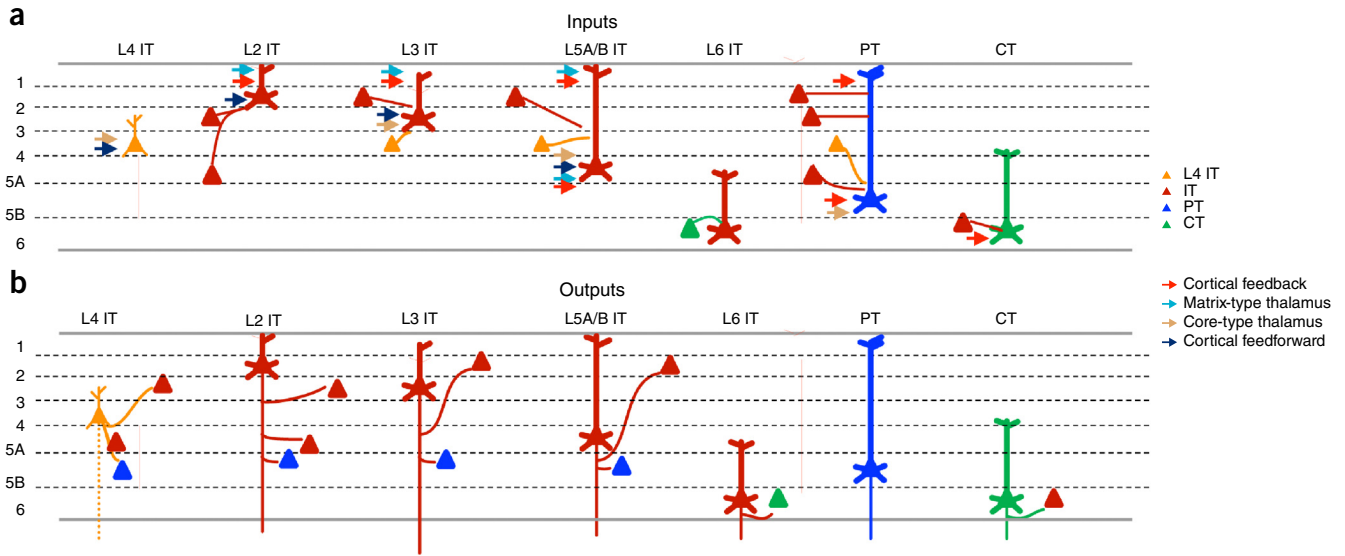 a
Inputs
L4 IT L2 IT L3 IT L5A/B IT L6 IT PT CT
1
2
3
4
5A
5B
6
L4 IT
IT
PT
CT
b
Outputs
L4 IT L2 IT L3 IT L5A/B IT L6 IT PT CT
1
2
3
4
5A
5B
6
Cortical feedback
Matrix-type thalamus
Core-type thalamus
Cortical feedforward